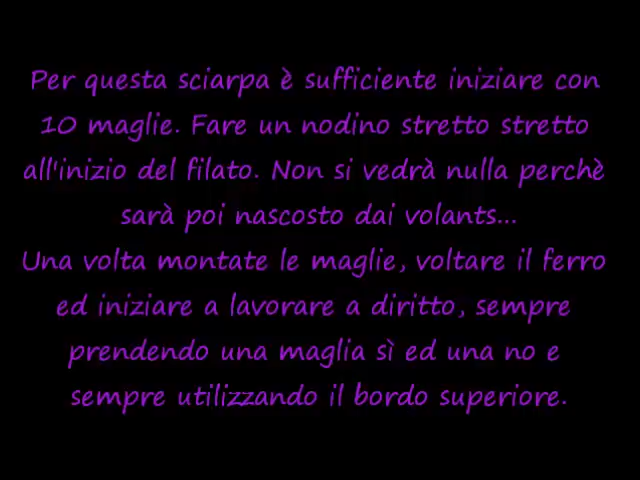 Per questa sciarpa è sufficiente iniziare con
10 maglie. Fare un nodino stretto stretto
all'inizio del filato. Non si vedrà nulla perchè
sarà poi nascosto dai volants...
Una volta montate le maglie, voltare il ferro
ed iniziare a lavorare a diritto, sempre
prendendo una maglia sì ed una no e
sempre utilizzando il bordo superiore.